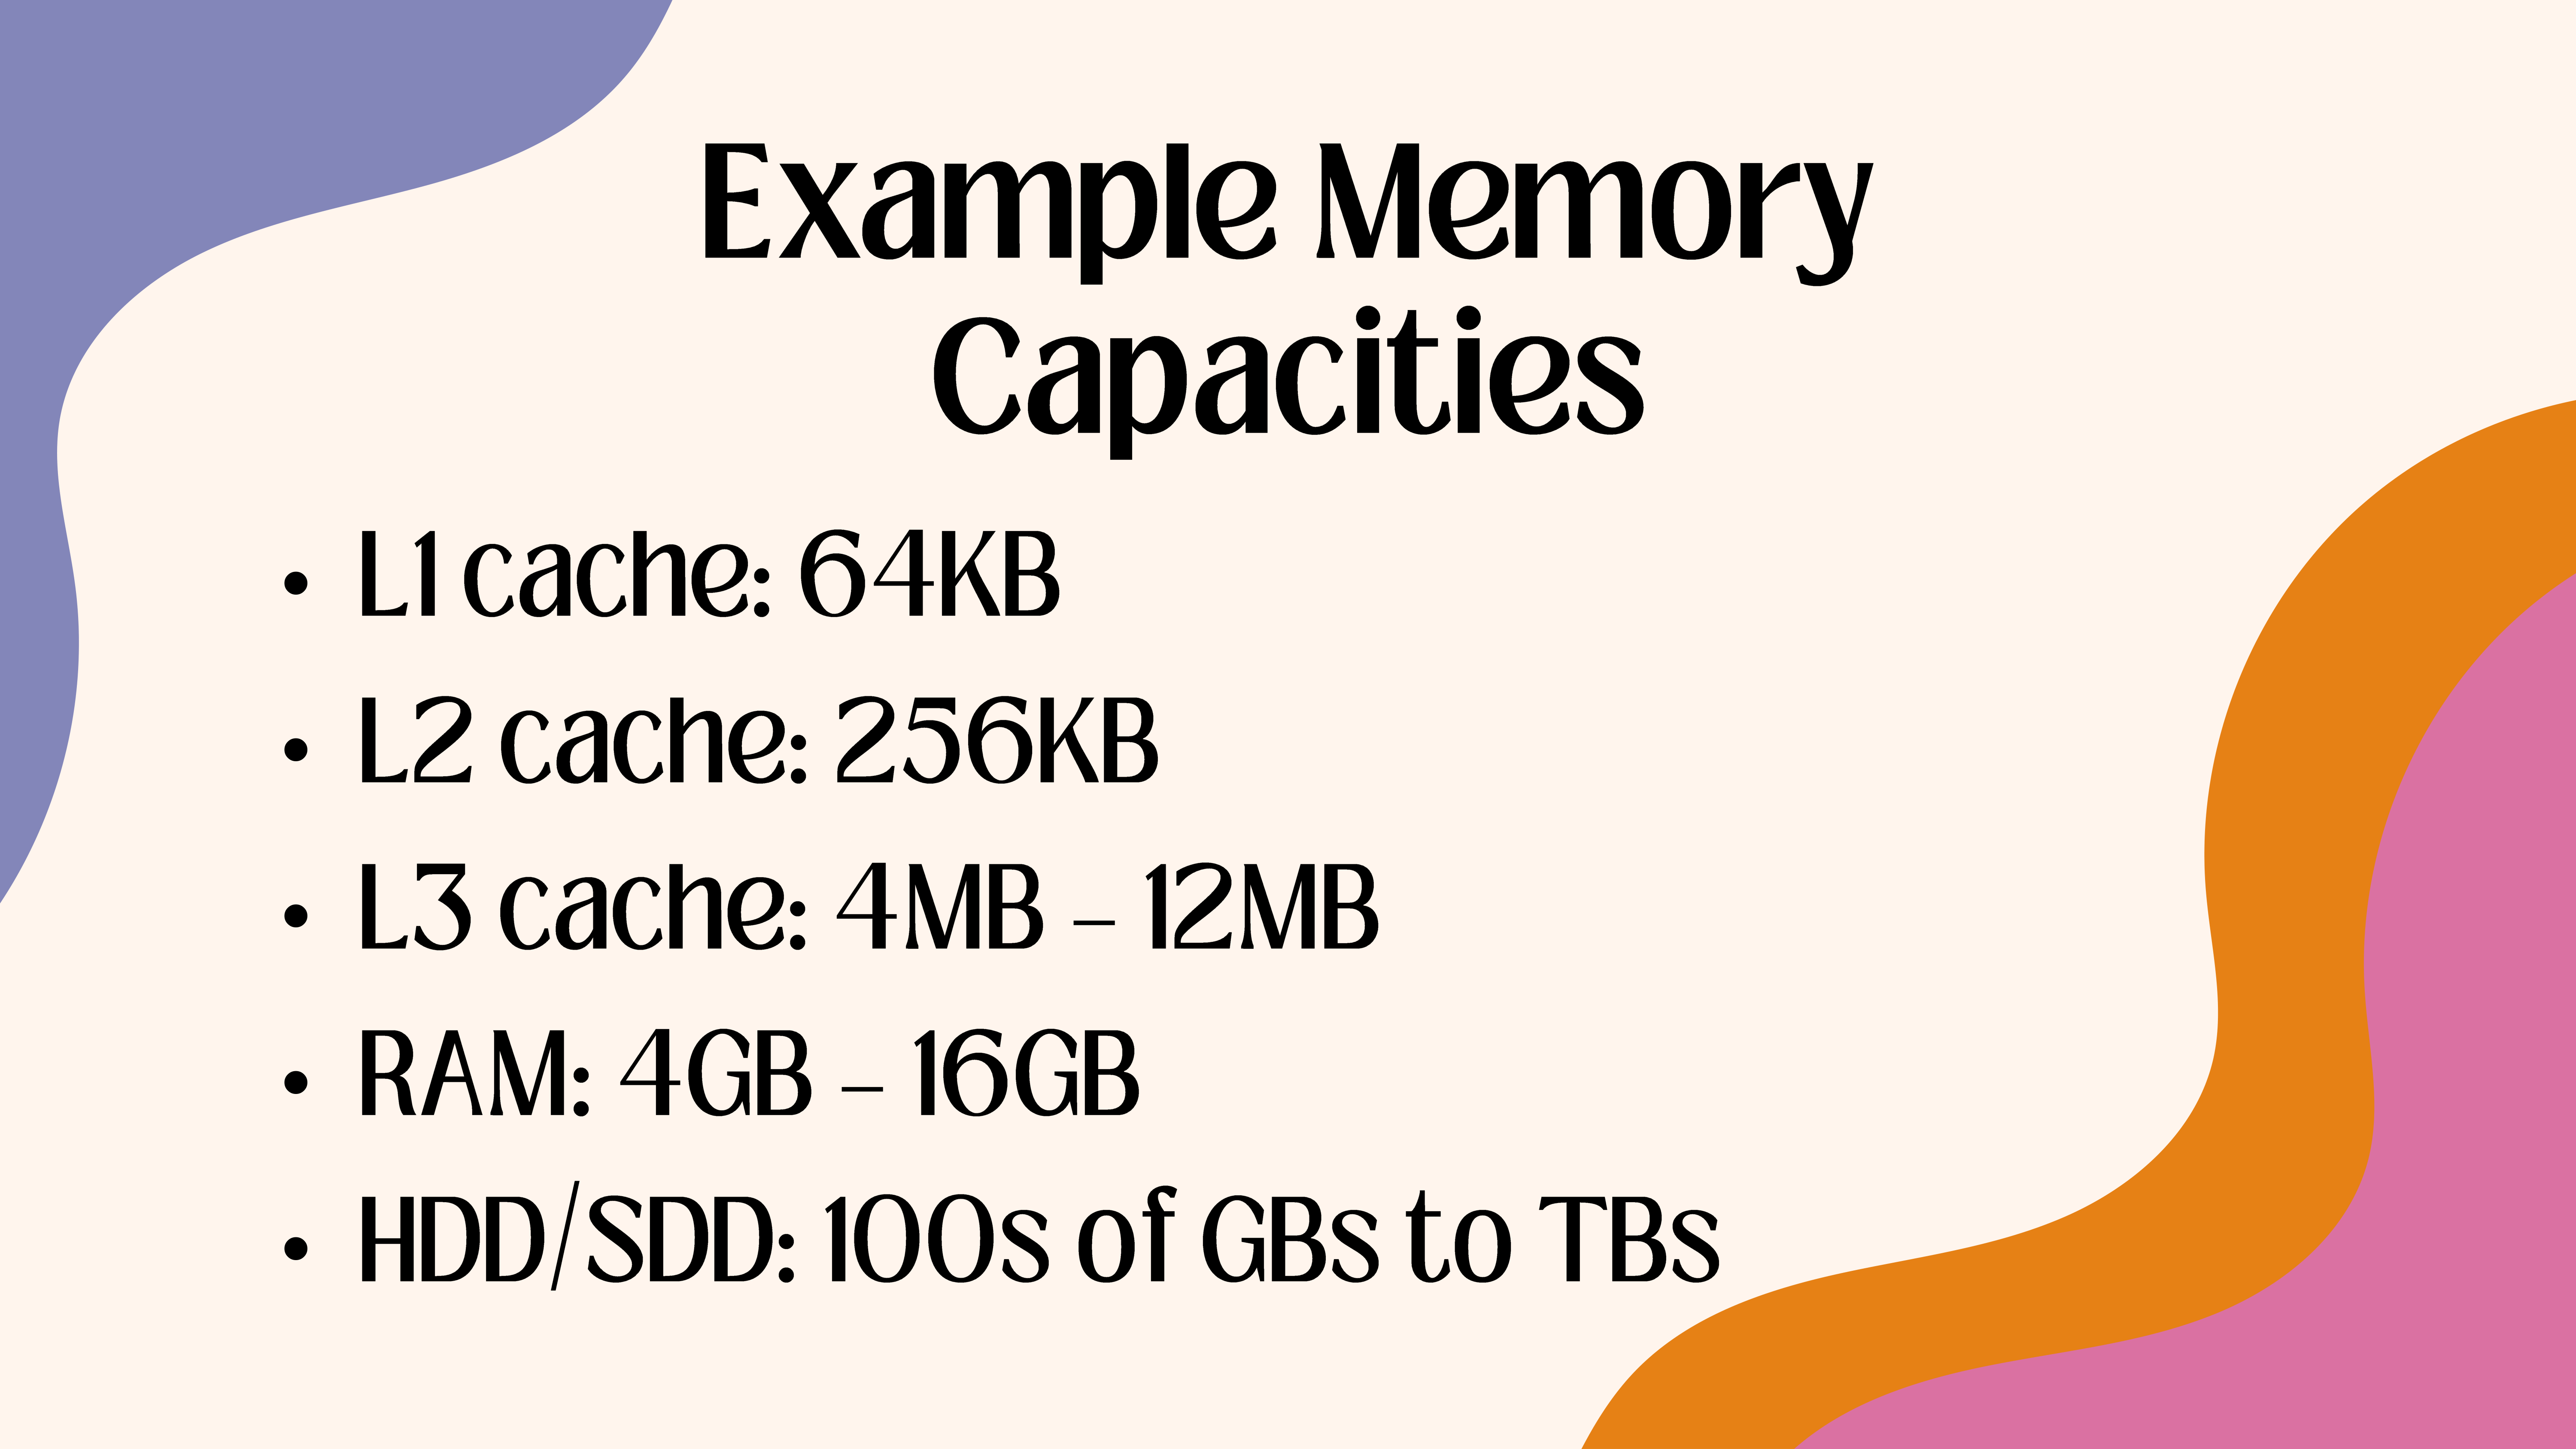 Example Memory
Capacities
• L1 cache: 64KB
• L2 cache: 256KB
• L3 cache: 4MB – 12MB
• RAM: 4GB – 16GB
• HDD/SDD: 100s of GBs to TBs